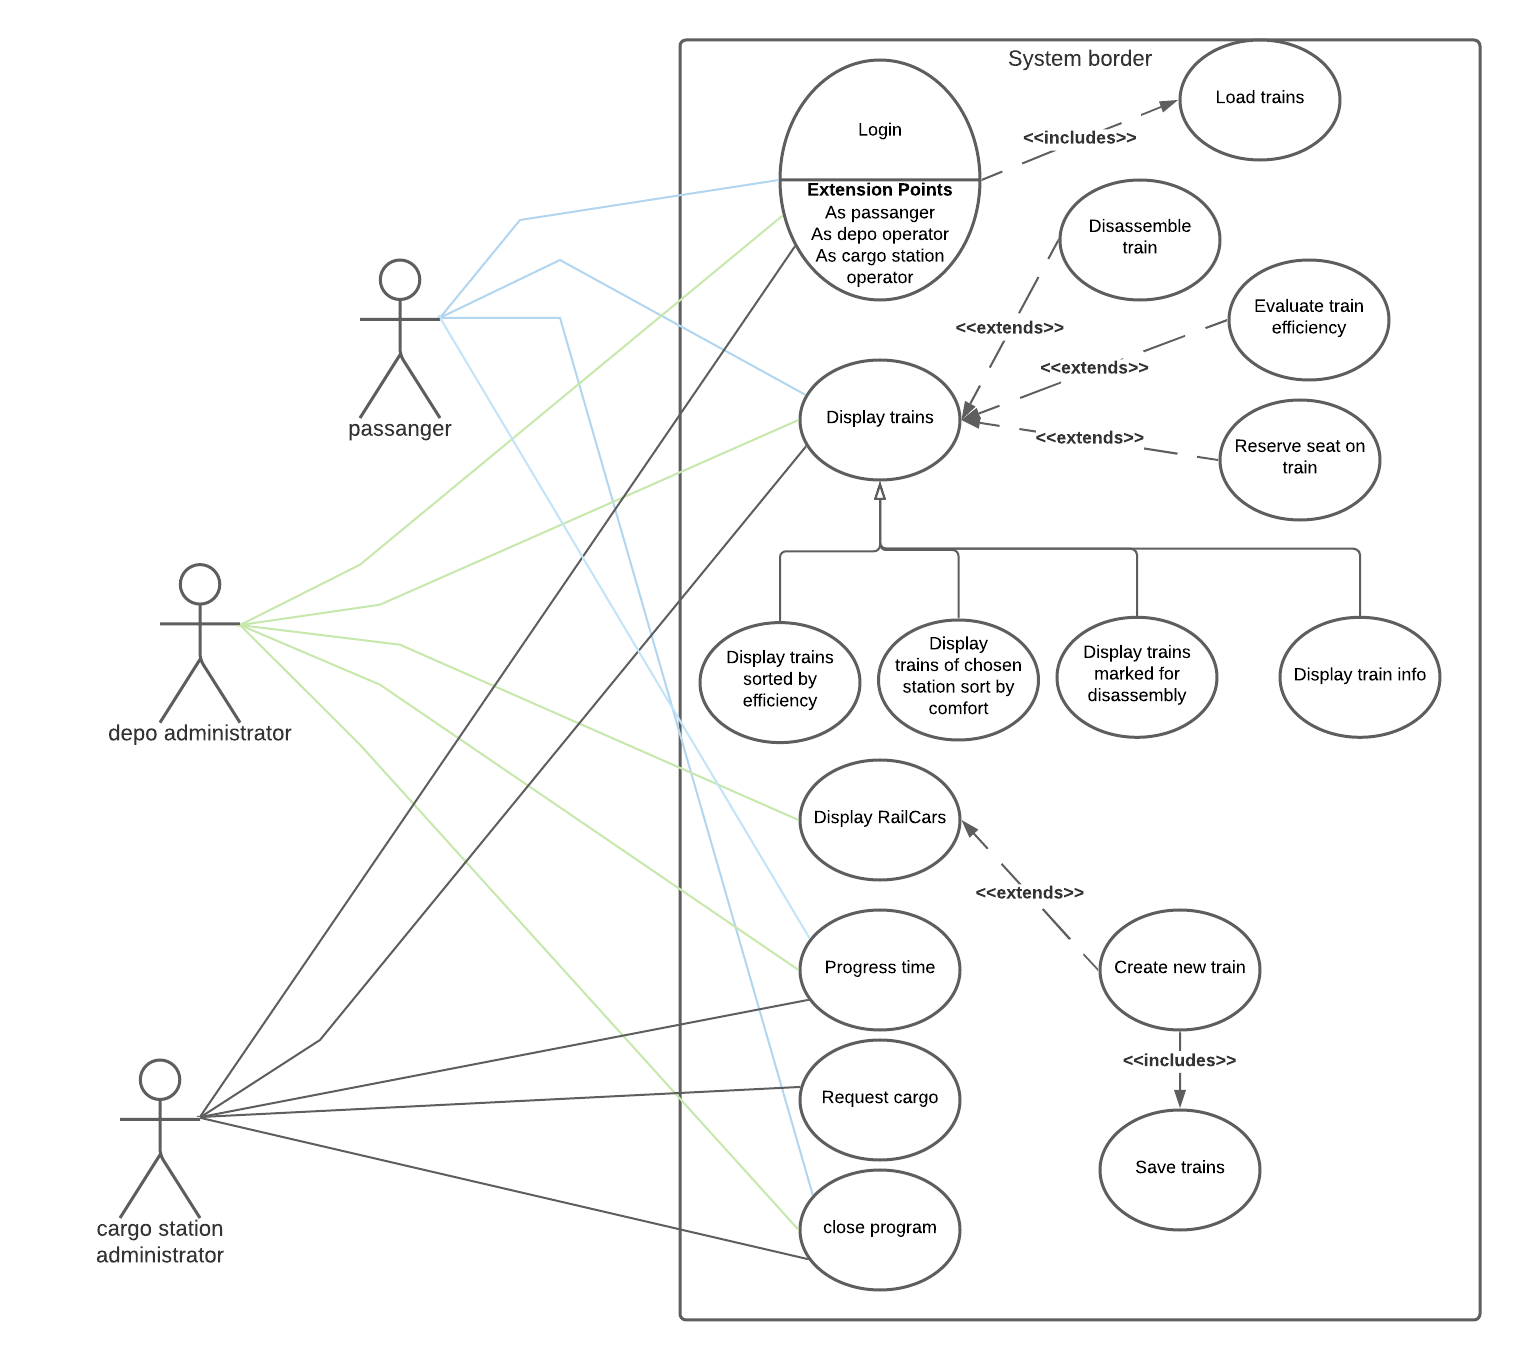 System border
Load trains
Login
<<includes>>
Extension Points
As passanger
As depo operator
As cargo station
operator
Disassemble
train
Evaluate train
efficiency
<<extends>>
<<extends>>
Display trains
<<extends>>
Reserve seat on
train
passanger
depo administrator
Display trains
sorted by
efficiency
Display
trains of chosen
station sort by
comfort
Display trains
marked for
disassembly
Display train info
Display RailCars
<<extends>>
Progress time
Create new train
<<includes>>
Request cargo
Save trains
close program
cargo station
administrator